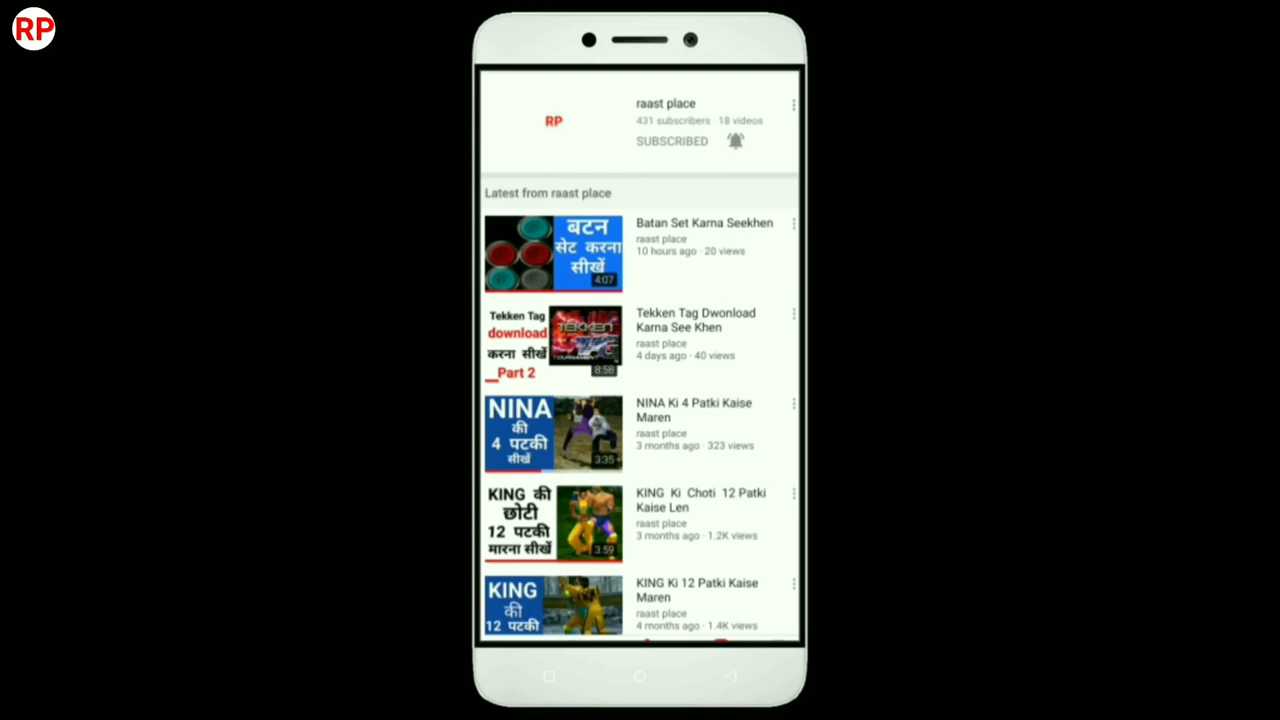 RP
RP
raast place
431 subscribers · 18 videos
SUBSCRIBED
Latest from raast place
बटन
सेट करना
सीखें
4:07
Batan Set Karna Seekhen
raast place
10 hours ago · 20 views
Tekken Tag
download
करना सीखें
__Part 2
TEKKEN
TOURNAMENT
8:58
Tekken Tag Dwonload
Karna See Khen
raast place
4 days ago · 40 views
NINA
की
4 पटकी
सीखें
3:35
NINA Ki 4 Patki Kaise
Maren
raast place
3 months ago · 323 views
KING की
छोटी
12 पटकी
मारना सीखें
3:59
KING Ki Choti 12 Patki
Kaise Len
raast place
3 months ago · 1.2K views
KING
की
12 पटकी
KING Ki 12 Patki Kaise
Maren
raast place
4 months ago · 1.4K views